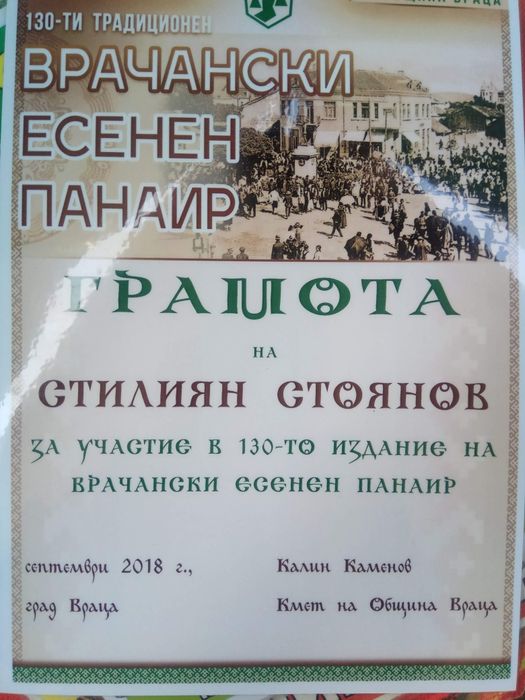 ВРАЦА
130-ТИ ТРАДИЦИОНЕН
ВРАЧАНСКИ
ЕСЕНЕН
ПАНАИР
ГРАМОТА
НА
СТИЛИЯН СТОЯНОВ
ЗА УЧАСТИЕ В 130-ТО ИЗДАНИЕ НА
ВРАЧАНСКИ ЕСЕНЕН ПАНАИР
септември 2018 г., Калин Каменов
град Враца Кмет на Община Враца